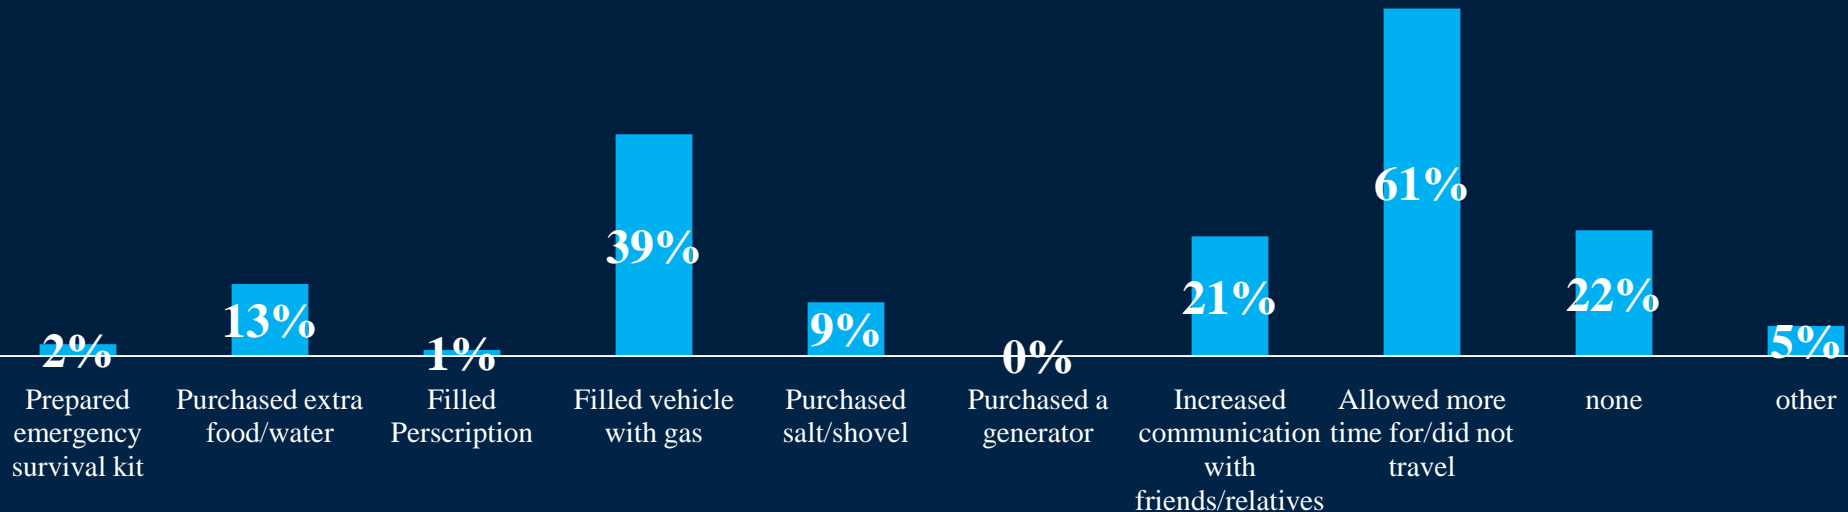 2%
13%
1%
39%
9%
0%
21%
61%
22%
5%
Prepared
emergency
survival kit
Purchased extra
food/water
Filled
Perscription
Filled vehicle
with gas
Purchased
salt/shovel
Purchased a
generator
Increased
communication
with
friends/relatives
Allowed more
time for/did not
travel
none
other